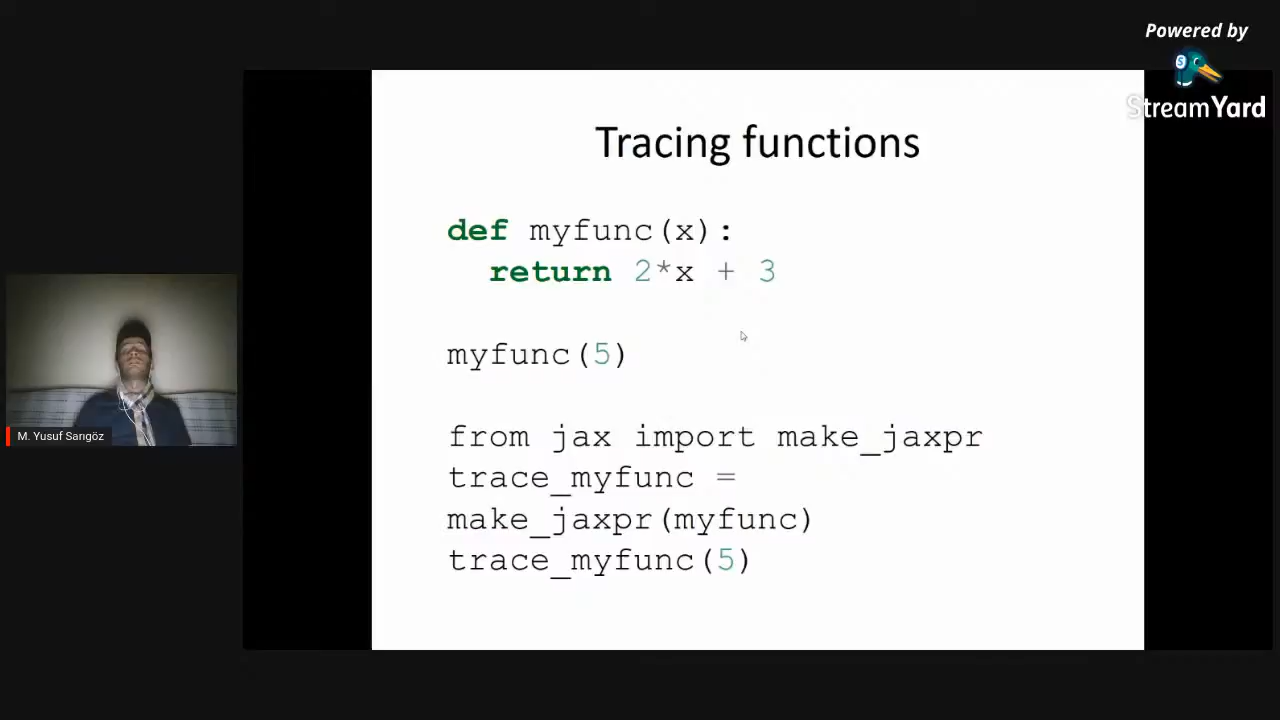 Powered by
StreamYard
Tracing functions
def myfunc(x):
return 2*x + 3
myfunc(5)
from jax import make_jaxpr
trace_myfunc =
make_jaxpr(myfunc)
trace_myfunc(5)
M. Yusuf Sarıgöz